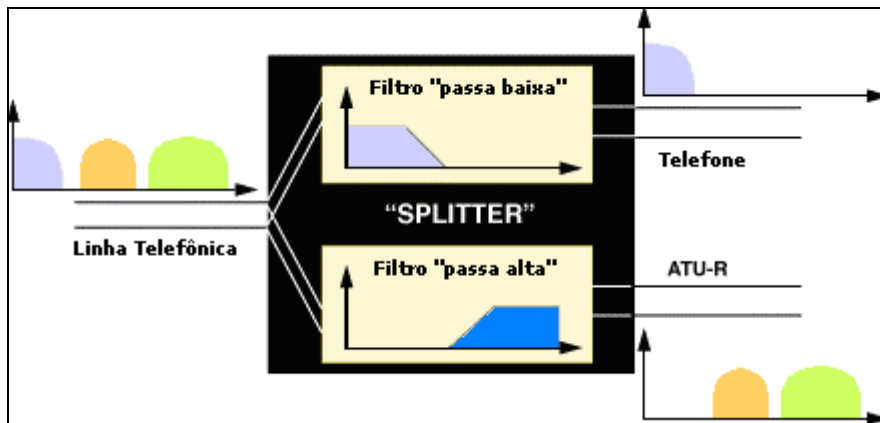 Filtro "passa baixa"
Telefone
"SPLITTER"
Linha Telefônica
Filtro "passa alta"
ATU-R